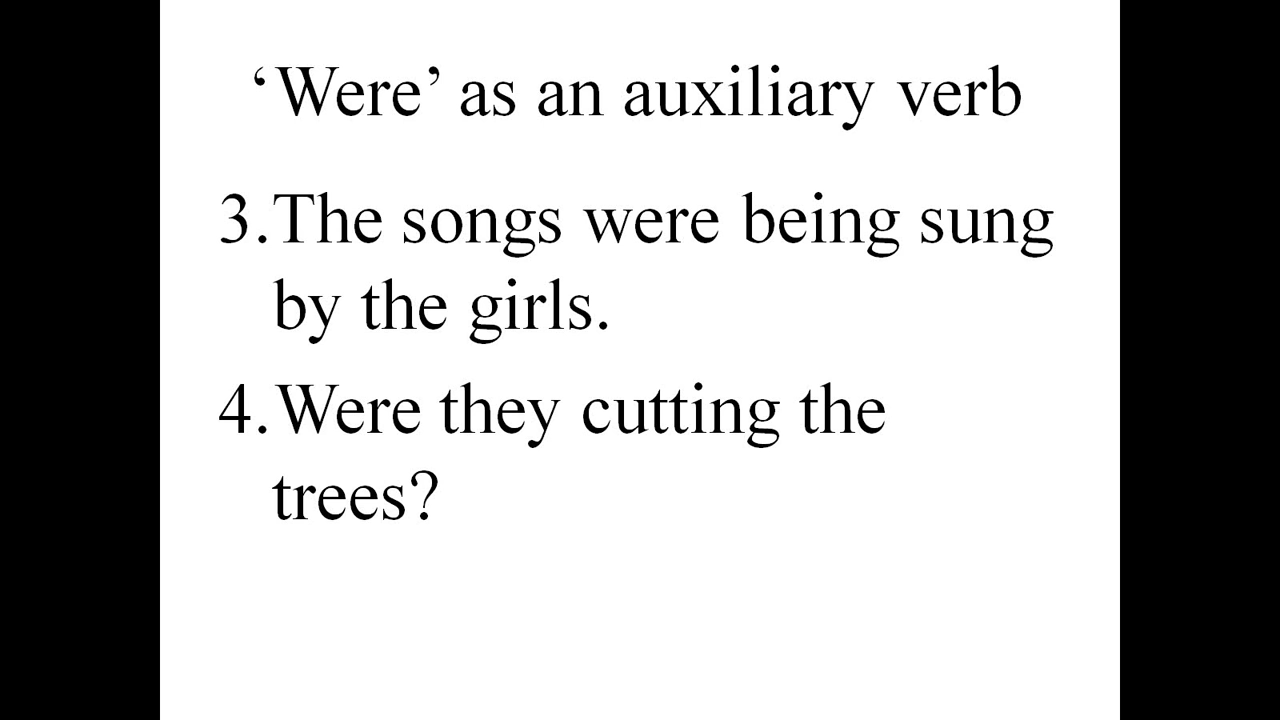 ‘Were’ as an auxiliary verb
3.The songs were being sung
by the girls.
4.Were they cutting the
trees?